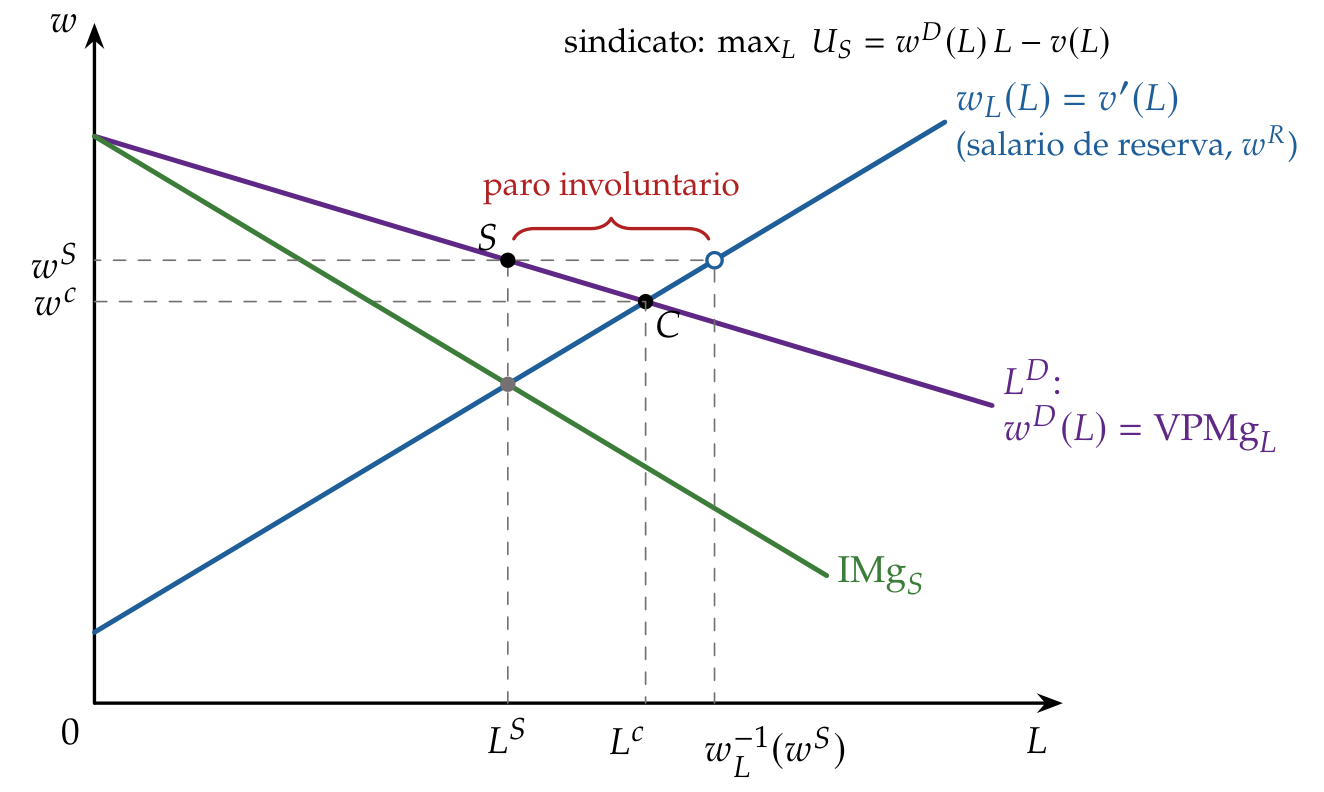 w
sindicato: max_L U_S = w^D(L) L − v(L)
w_L(L) = v′(L)
(salario de reserva, w^R)
paro involuntario
S
w^S
w^c
C
L^D:
w^D(L) = VPMg_L
IMg_S
0
L^S
L^c
w_L^{−1}(w^S)
L